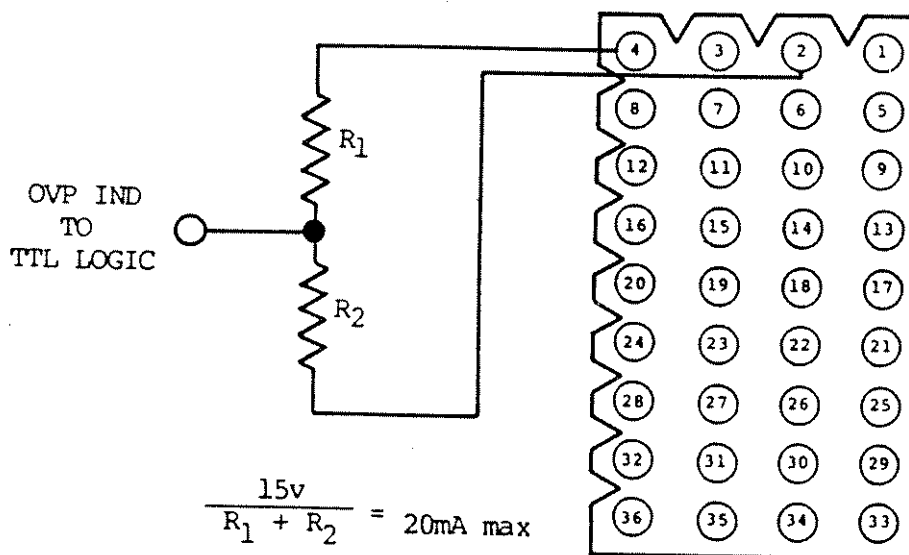 4 3 2 1
R1
8 7 6 5
12 11 10 9
OVP IND
TO
TTL LOGIC
16 15 14 13
R2
20 19 18 17
24 23 22 21
28 27 26 25
32 31 30 29
36 35 34 33
15v
R1 + R2 = 20mA max